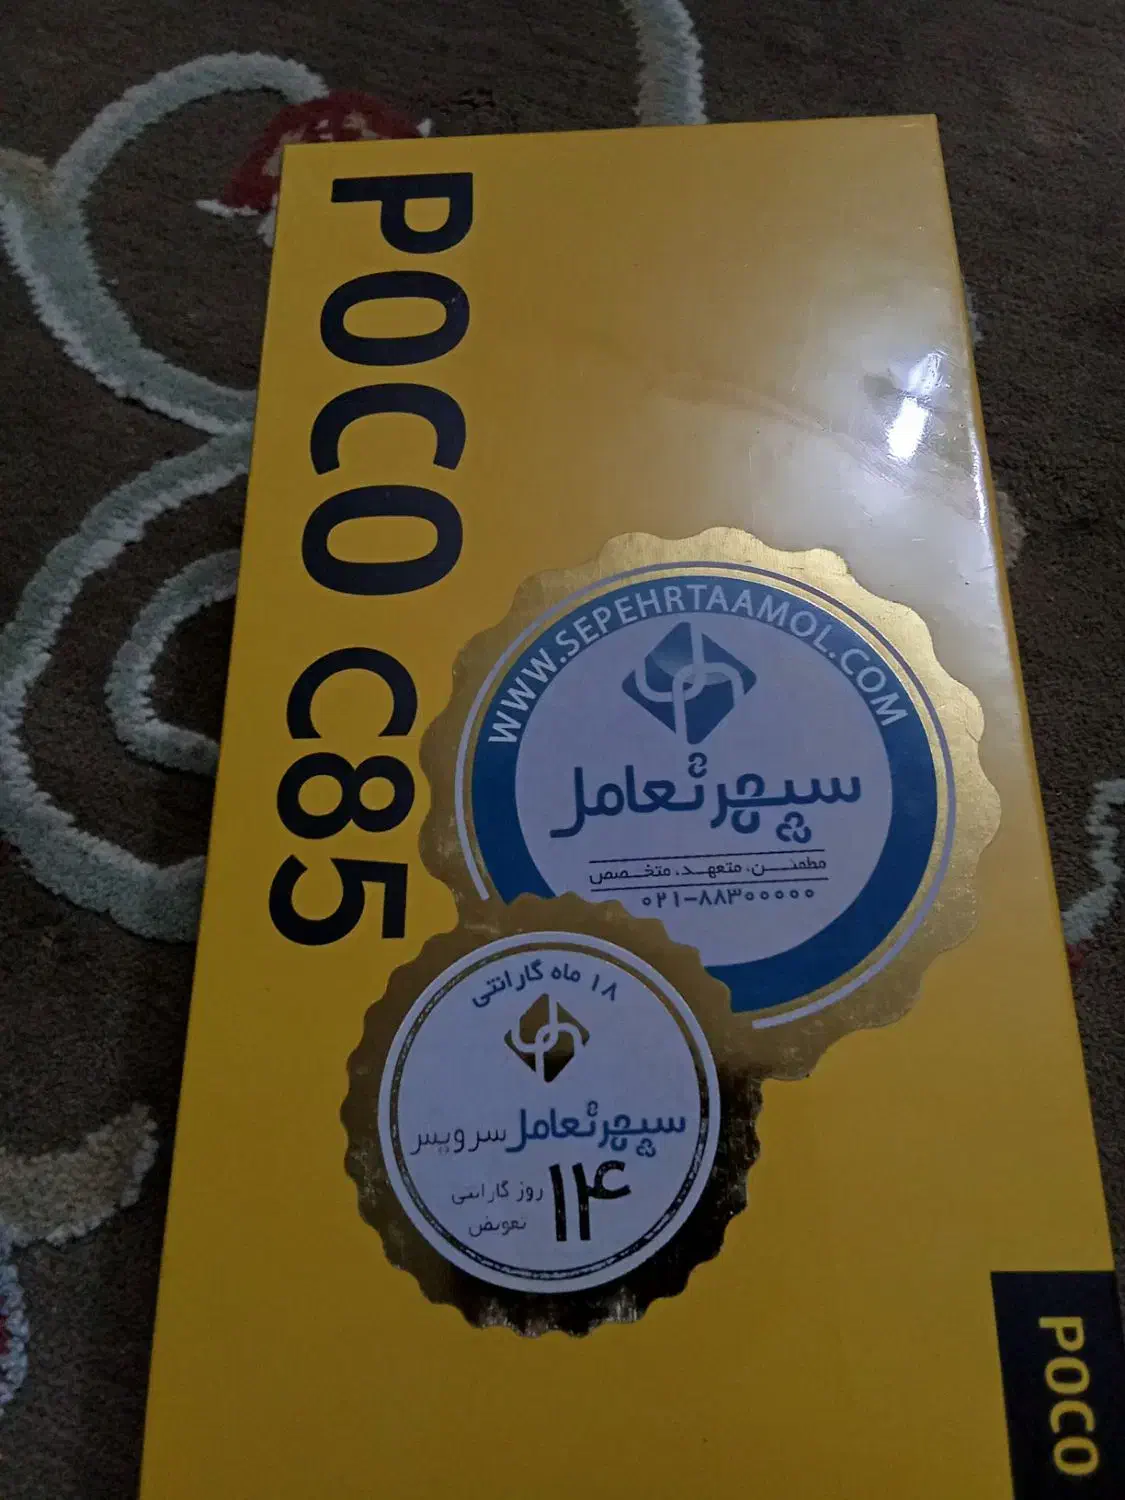 POCO C85
WWW.SEPEHRTAAMOL.COM
سپهرتعامل
مطمئن، متعهد، متخصص
۰۲۱-۸۸۳۰۰۰۰۰
۱۸ ماه گارانتی
سپهرتعامل سرویس
۱۴ روز گارانتی
تعویض
POCO